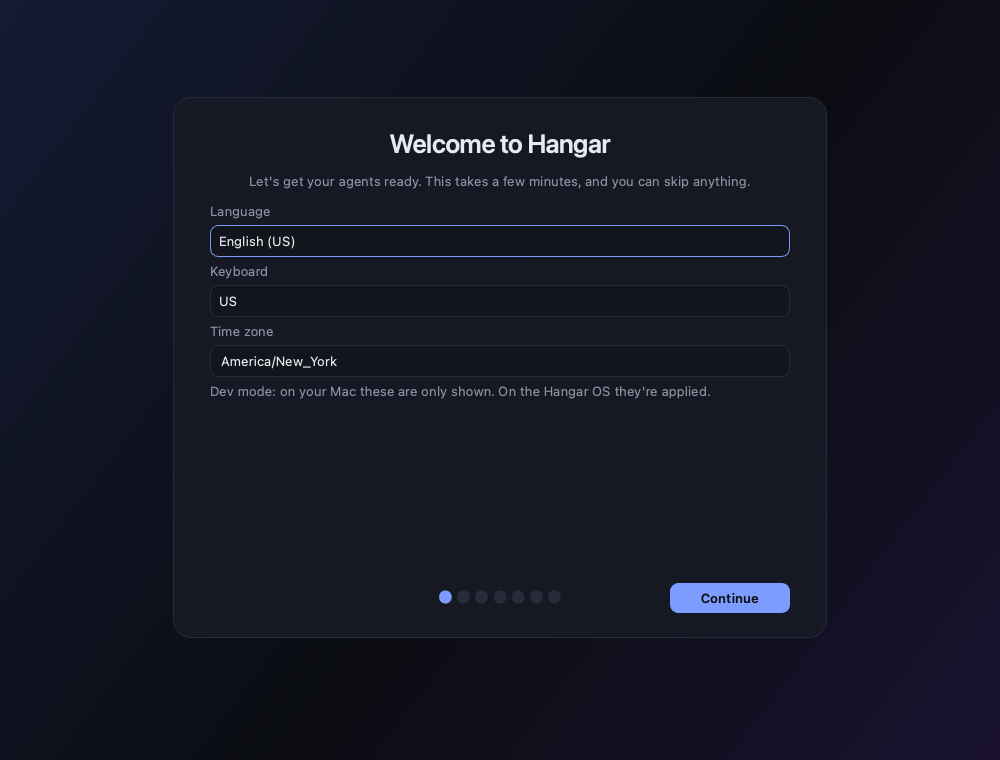 Welcome to Hangar
Let's get your agents ready. This takes a few minutes, and you can skip anything.
Language
English (US)
Keyboard
US
Time zone
America/New_York
Dev mode: on your Mac these are only shown. On the Hangar OS they're applied.
Continue